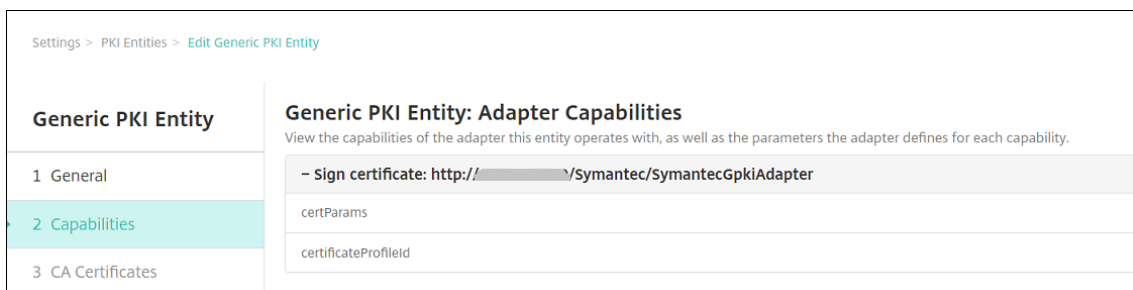 Settings > PKI Entities > Edit Generic PKI Entity
Generic PKI Entity
Generic PKI Entity: Adapter Capabilities
View the capabilities of the adapter this entity operates with, as well as the parameters the adapter defines for each capability.
1 General
− Sign certificate: http:// /Symantec/SymantecGpkiAdapter
2 Capabilities
certParams
certificateProfileId
3 CA Certificates